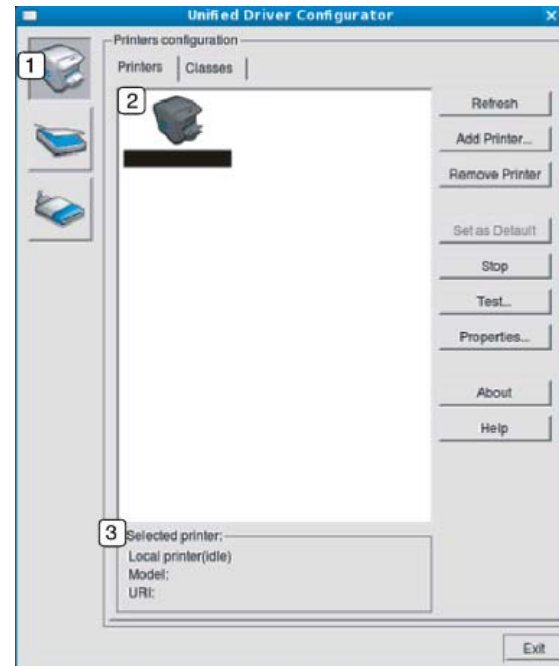 Unified Driver Configurator
1
Printers configuration
Printers
Classes
2
Refresh
Add Printer...
Remove Printer
Set as Default
Stop
Test...
Properties...
About
Help
3
Selected printer:
Local printer(idle)
Model:
URI:
Exit